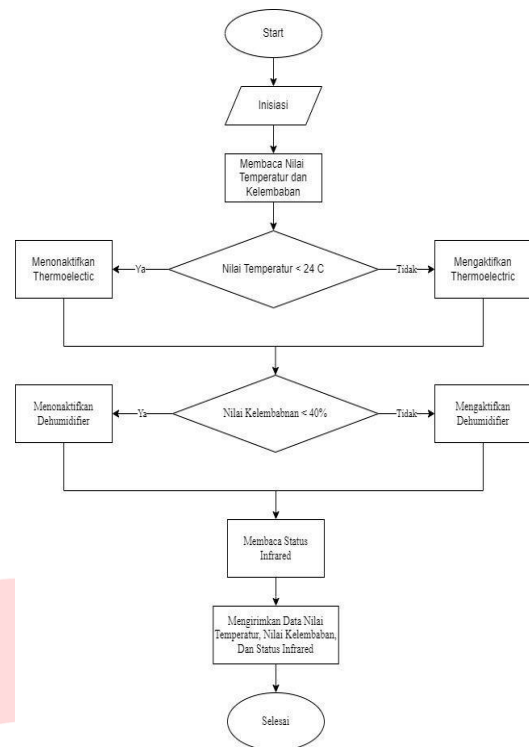 Start
Inisiasi
Membaca Nilai
Temperatur dan
Kelembaban
Menonaktifkan
Thermoelectic
Ya
Nilai Temperatur < 24 C
Tidak
Mengaktifkan
Thermoelectric
Menonaktifkan
Dehumidifier
Ya
Nilai Kelembabnan < 40%
Tidak
Mengaktifkan
Dehumidifier
Membaca Status
Infrared
Mengirimkan Data Nilai
Temperatur, Nilai Kelembaban,
Dan Status Infrared
Selesai